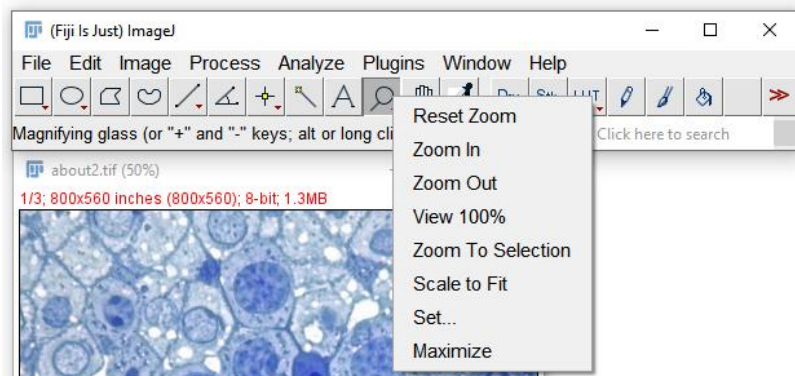 (Fiji Is Just) ImageJ
File Edit Image Process Analyze Plugins Window Help
Magnifying glass (or "+" and "-" keys; alt or long cli
Click here to search
about2.tif (50%)
1/3; 800x560 inches (800x560); 8-bit; 1.3MB
Reset Zoom
Zoom In
Zoom Out
View 100%
Zoom To Selection
Scale to Fit
Set...
Maximize